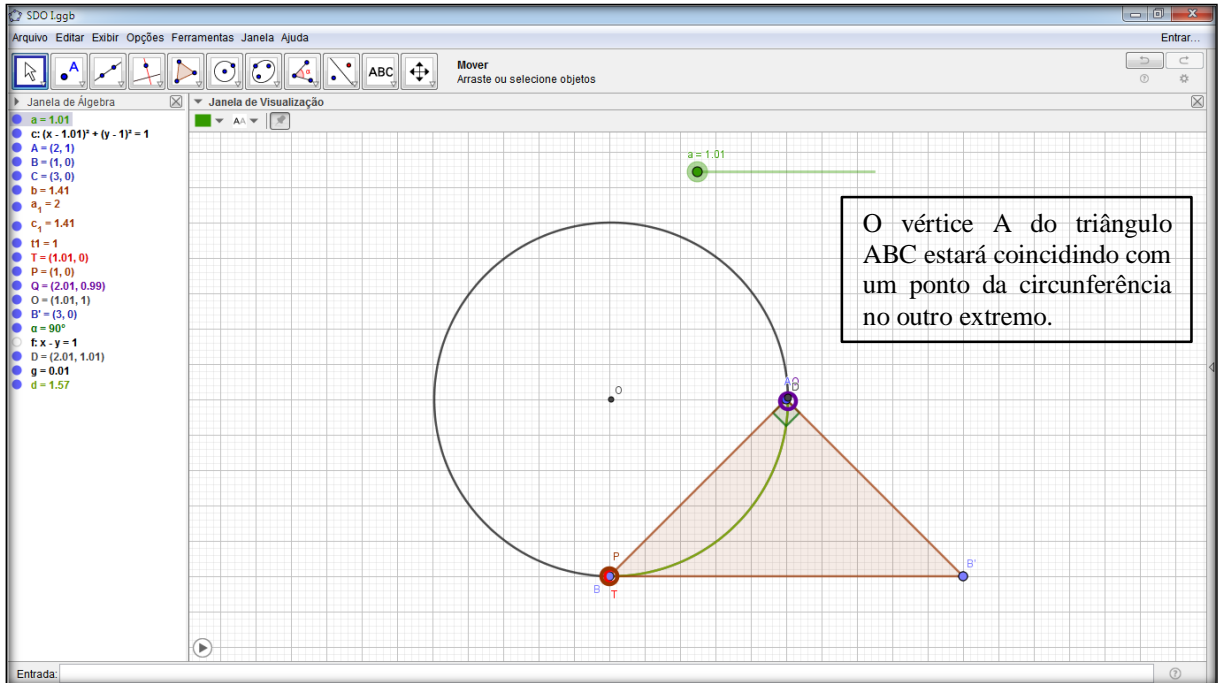 SDO I.ggb
Arquivo Editar Exibir Opções Ferramentas Janela Ajuda
Entrar...
A
α
ABC
Mover
Arraste ou selecione objetos
Janela de Álgebra
Janela de Visualização
AA
a = 1.01
c: (x - 1.01)² + (y - 1)² = 1
A = (2, 1)
B = (1, 0)
C = (3, 0)
b = 1.41
a₁ = 2
c₁ = 1.41
t1 = 1
T = (1.01, 0)
P = (1, 0)
Q = (2.01, 0.99)
O = (1.01, 1)
B' = (3, 0)
α = 90°
f: x - y = 1
D = (2.01, 1.01)
g = 0.01
d = 1.57
a = 1.01
O vértice A do triângulo
ABC estará coincidindo com
um ponto da circunferência
no outro extremo.
O
A
D
P
B'
B
T
Entrada: